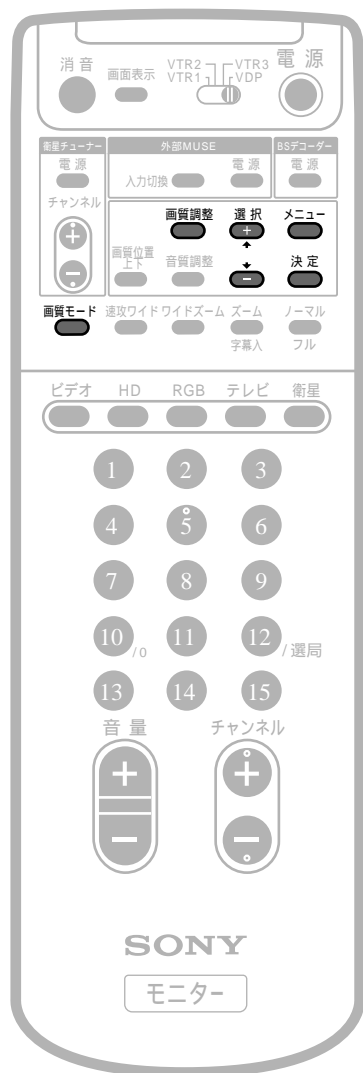 消音 画面表示 VTR2 VTR3 電源
VTR1 VDP
衛星チューナー 外部MUSE BSデコーダー
電源 入力切換 電源 電源
チャンネル
+
−
画質調整 選択 メニュー
+
画質位置
上下 音質調整 − 決定
画質モード 速攻ワイド ワイドズーム ズーム ノーマル
字幕入 フル
ビデオ HD RGB テレビ 衛星
1 2 3
4 5 6
7 8 9
10/0 11 12/選局
13 14 15
音量 チャンネル
+ +
− −
SONY
モニター